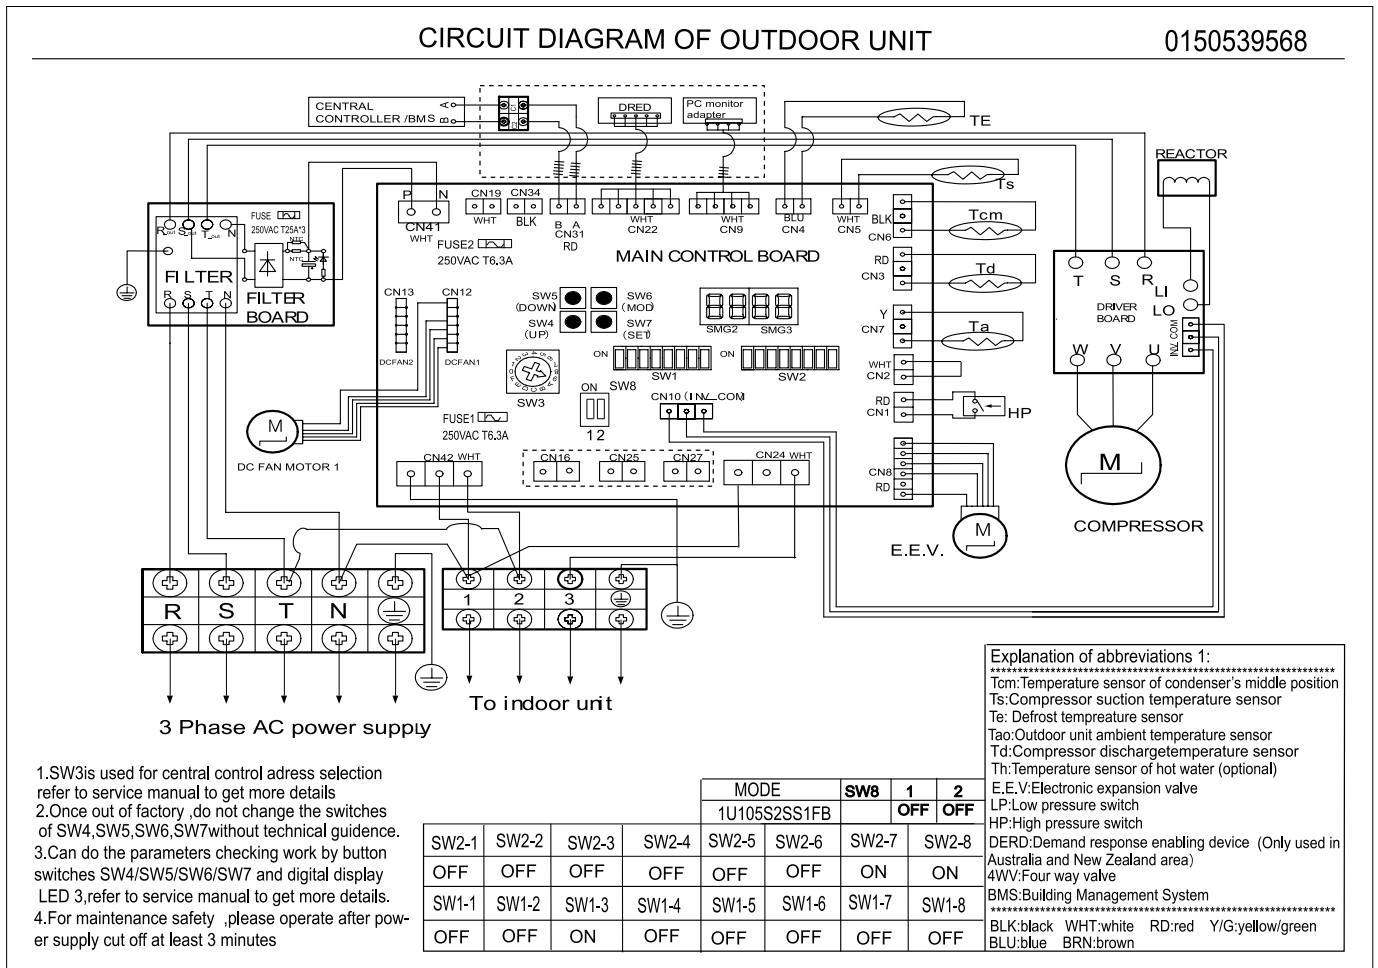 CIRCUIT DIAGRAM OF OUTDOOR UNIT
0150539568
CENTRAL
CONTROLLER /BMS
A
B
C1
C2
DRED
PC monitor
adapter
TE
REACTOR
Ts
P N
CN41
WHT
CN19
WHT
CN34
BLK
B A
CN31
RD
WHT
CN22
WHT
CN9
BLU
CN4
WHT
CN5
BLK
CN6
Tcm
FUSE
250VAC T25A*3
R_out S_out T_out N
NTC
NTC
FILTER
R S T N
FILTER
BOARD
FUSE2
250VAC T6.3A
MAIN CONTROL BOARD
RD
CN3
Td
T S R
LI
LO
DRIVER
BOARD
INV. COM
W V U
CN13
CN12
DCFAN2
DCFAN1
SW5
(DOWN)
SW6
(MOD)
SW4
(UP)
SW7
(SET)
SMG2
SMG3
Y
CN7
Ta
ON
SW1
ON
SW2
WHT
CN2
SW3
ON SW8
1 2
CN10 (INV_COM)
RD
CN1
HP
FUSE1
250VAC T6.3A
M
DC FAN MOTOR 1
CN42 WHT
CN16
CN25
CN27
CN24 WHT
CN8
RD
M
E.E.V.
M
COMPRESSOR
R S T N
1 2 3
3 Phase AC power supply
To indoor unit
1.SW3is used for central control adress selection
refer to service manual to get more details
2.Once out of factory ,do not change the switches
of SW4,SW5,SW6,SW7without technical guidence.
3.Can do the parameters checking work by button
switches SW4/SW5/SW6/SW7 and digital display
LED 3,refer to service manual to get more details.
4.For maintenance safety ,please operate after pow-
er supply cut off at least 3 minutes
MODE SW8 1 2
1U105S2SS1FB OFF OFF
SW2-1 SW2-2 SW2-3 SW2-4 SW2-5 SW2-6 SW2-7 SW2-8
OFF OFF OFF OFF OFF OFF ON ON
SW1-1 SW1-2 SW1-3 SW1-4 SW1-5 SW1-6 SW1-7 SW1-8
OFF OFF ON OFF OFF OFF OFF OFF
Explanation of abbreviations 1:
Tcm:Temperature sensor of condenser's middle position
Ts:Compressor suction temperature sensor
Te: Defrost tempreature sensor
Tao:Outdoor unit ambient temperature sensor
Td:Compressor dischargetemperature sensor
Th:Temperature sensor of hot water (optional)
E.E.V:Electronic expansion valve
LP:Low pressure switch
HP:High pressure switch
DERD:Demand response enabling device (Only used in
Australia and New Zealand area)
4WV:Four way valve
BMS:Building Management System
BLK:black WHT:white RD:red Y/G:yellow/green
BLU:blue BRN:brown